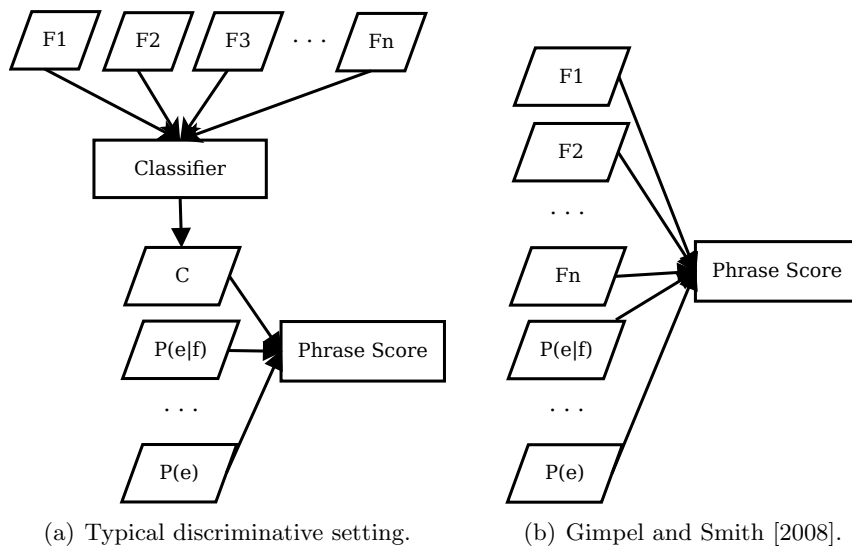 F1 F2 F3 . . . Fn
Classifier
C
P(e|f)
Phrase Score
. . .
P(e)
(a) Typical discriminative setting.
F1
F2
. . .
Fn
Phrase Score
P(e|f)
. . .
P(e)
(b) Gimpel and Smith [2008].